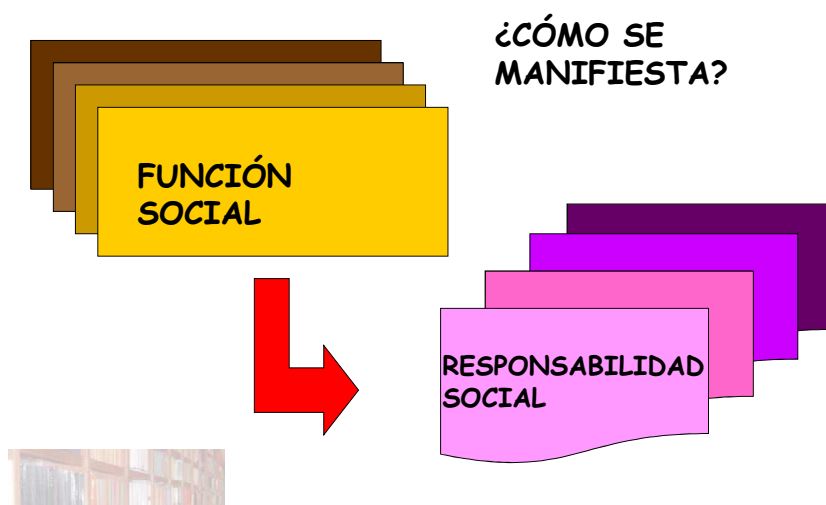 ¿CÓMO SE
MANIFIESTA?
FUNCIÓN
SOCIAL
RESPONSABILIDAD
SOCIAL